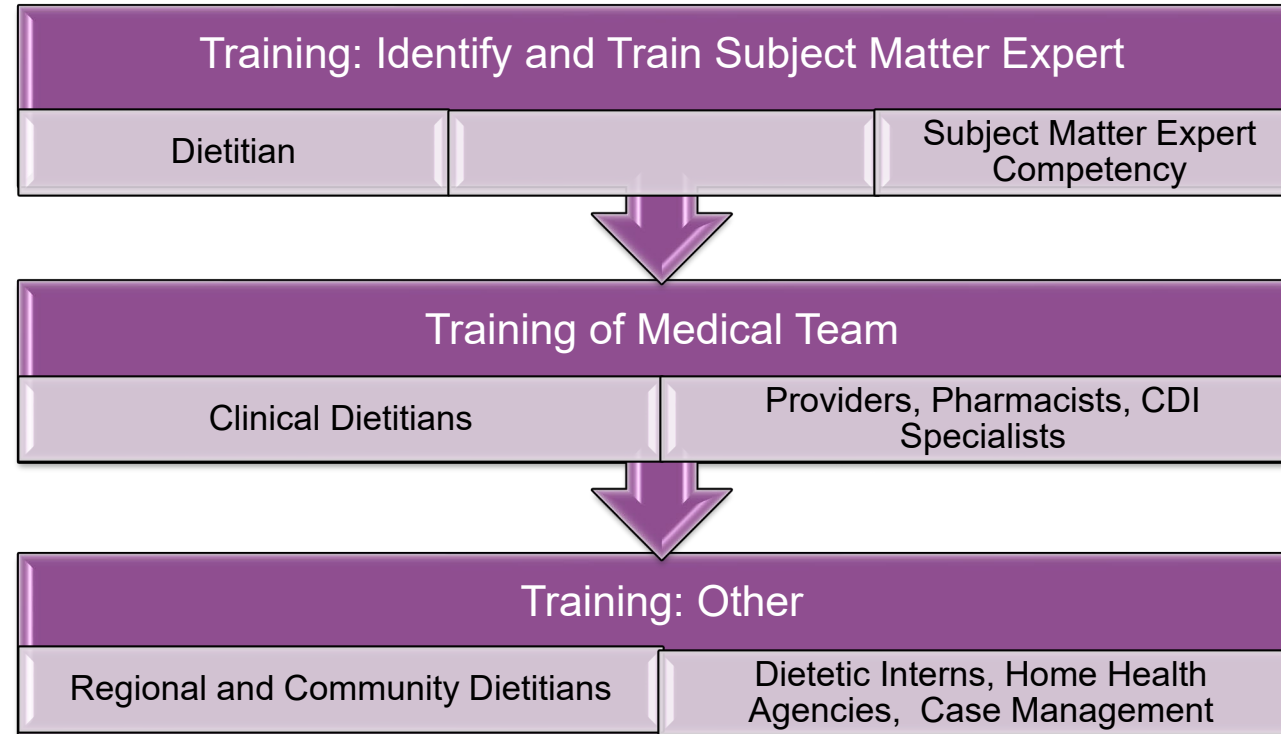 Training: Identify and Train Subject Matter Expert
Dietitian
Subject Matter Expert
Competency
Training of Medical Team
Clinical Dietitians
Providers, Pharmacists, CDI
Specialists
Training: Other
Regional and Community Dietitians
Dietetic Interns, Home Health
Agencies, Case Management